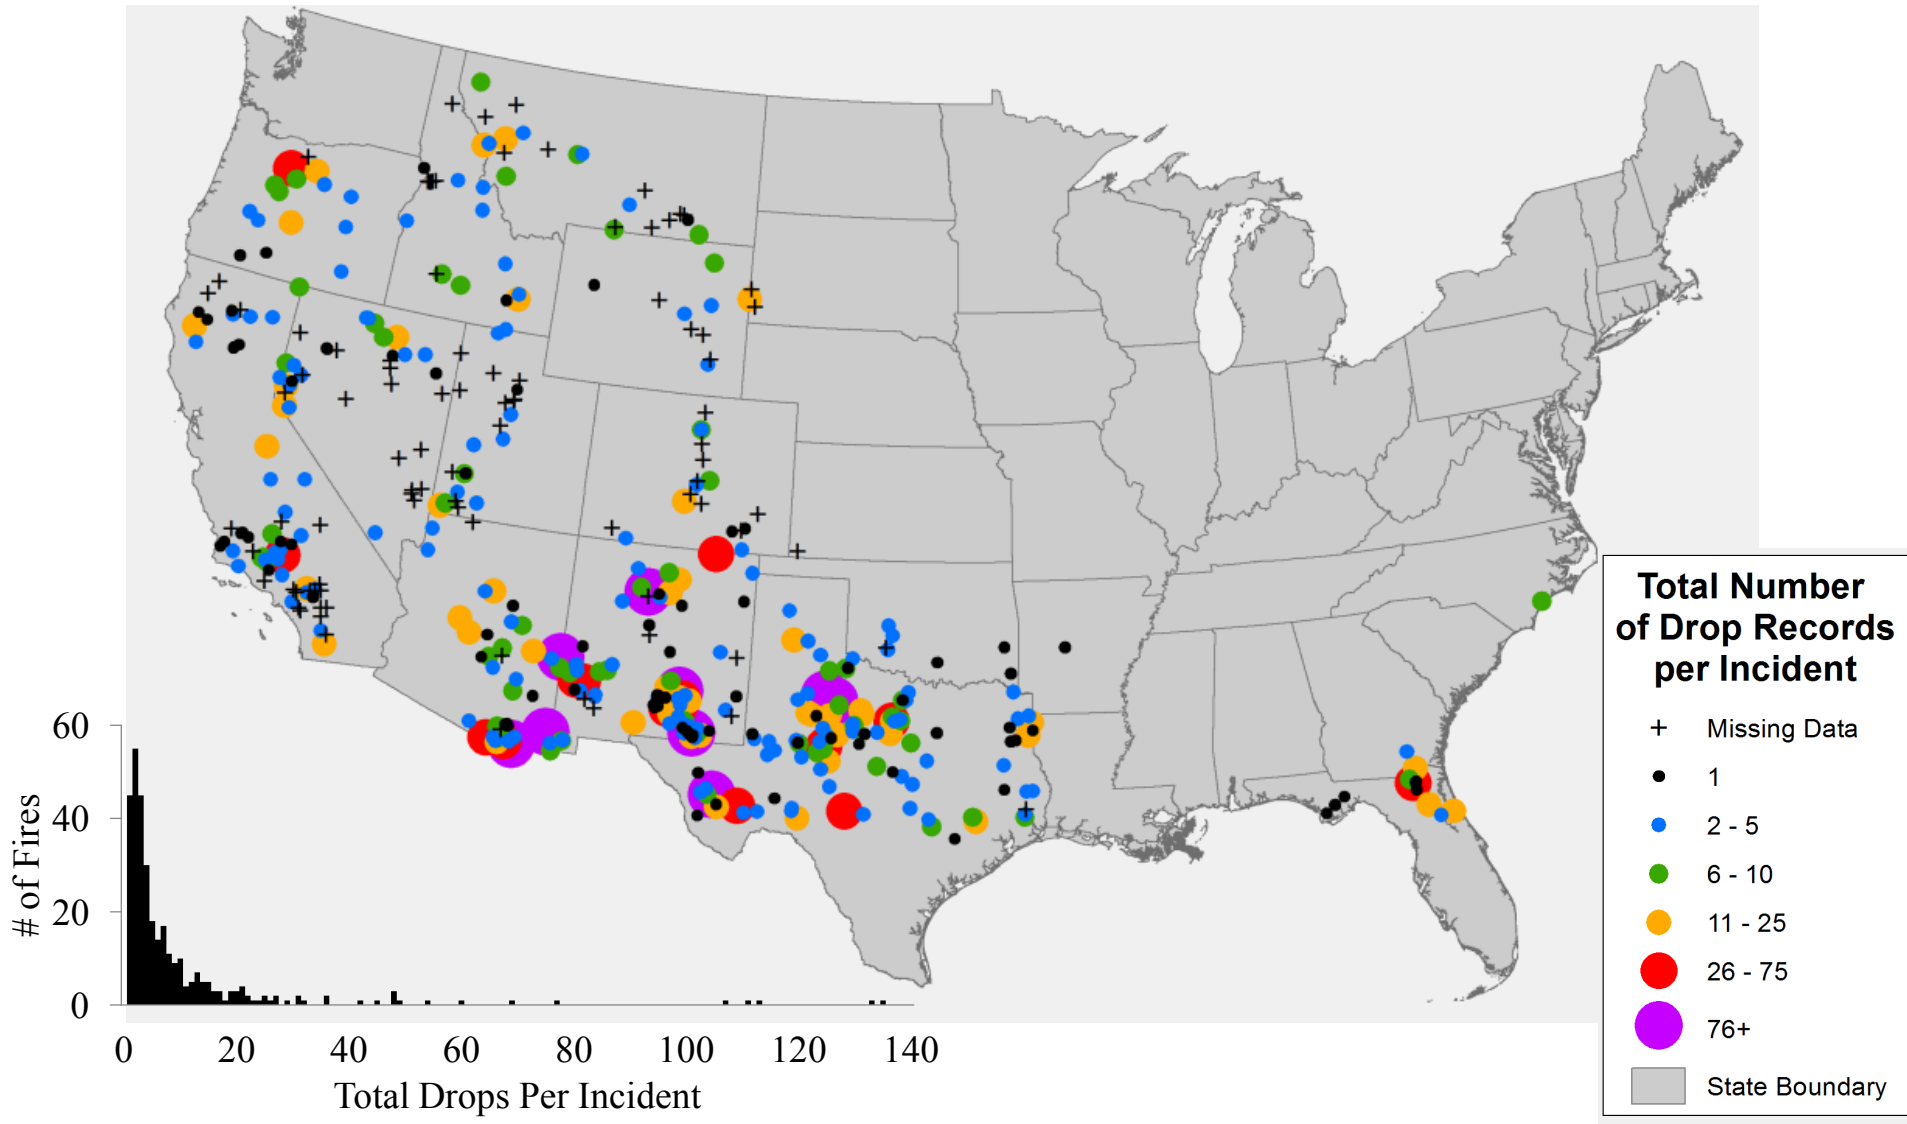 Total Number
of Drop Records
per Incident
Missing Data
1
2 - 5
6 - 10
11 - 25
26 - 75
76+
State Boundary
# of Fires
60
40
20
0
0 20 40 60 80 100 120 140
Total Drops Per Incident